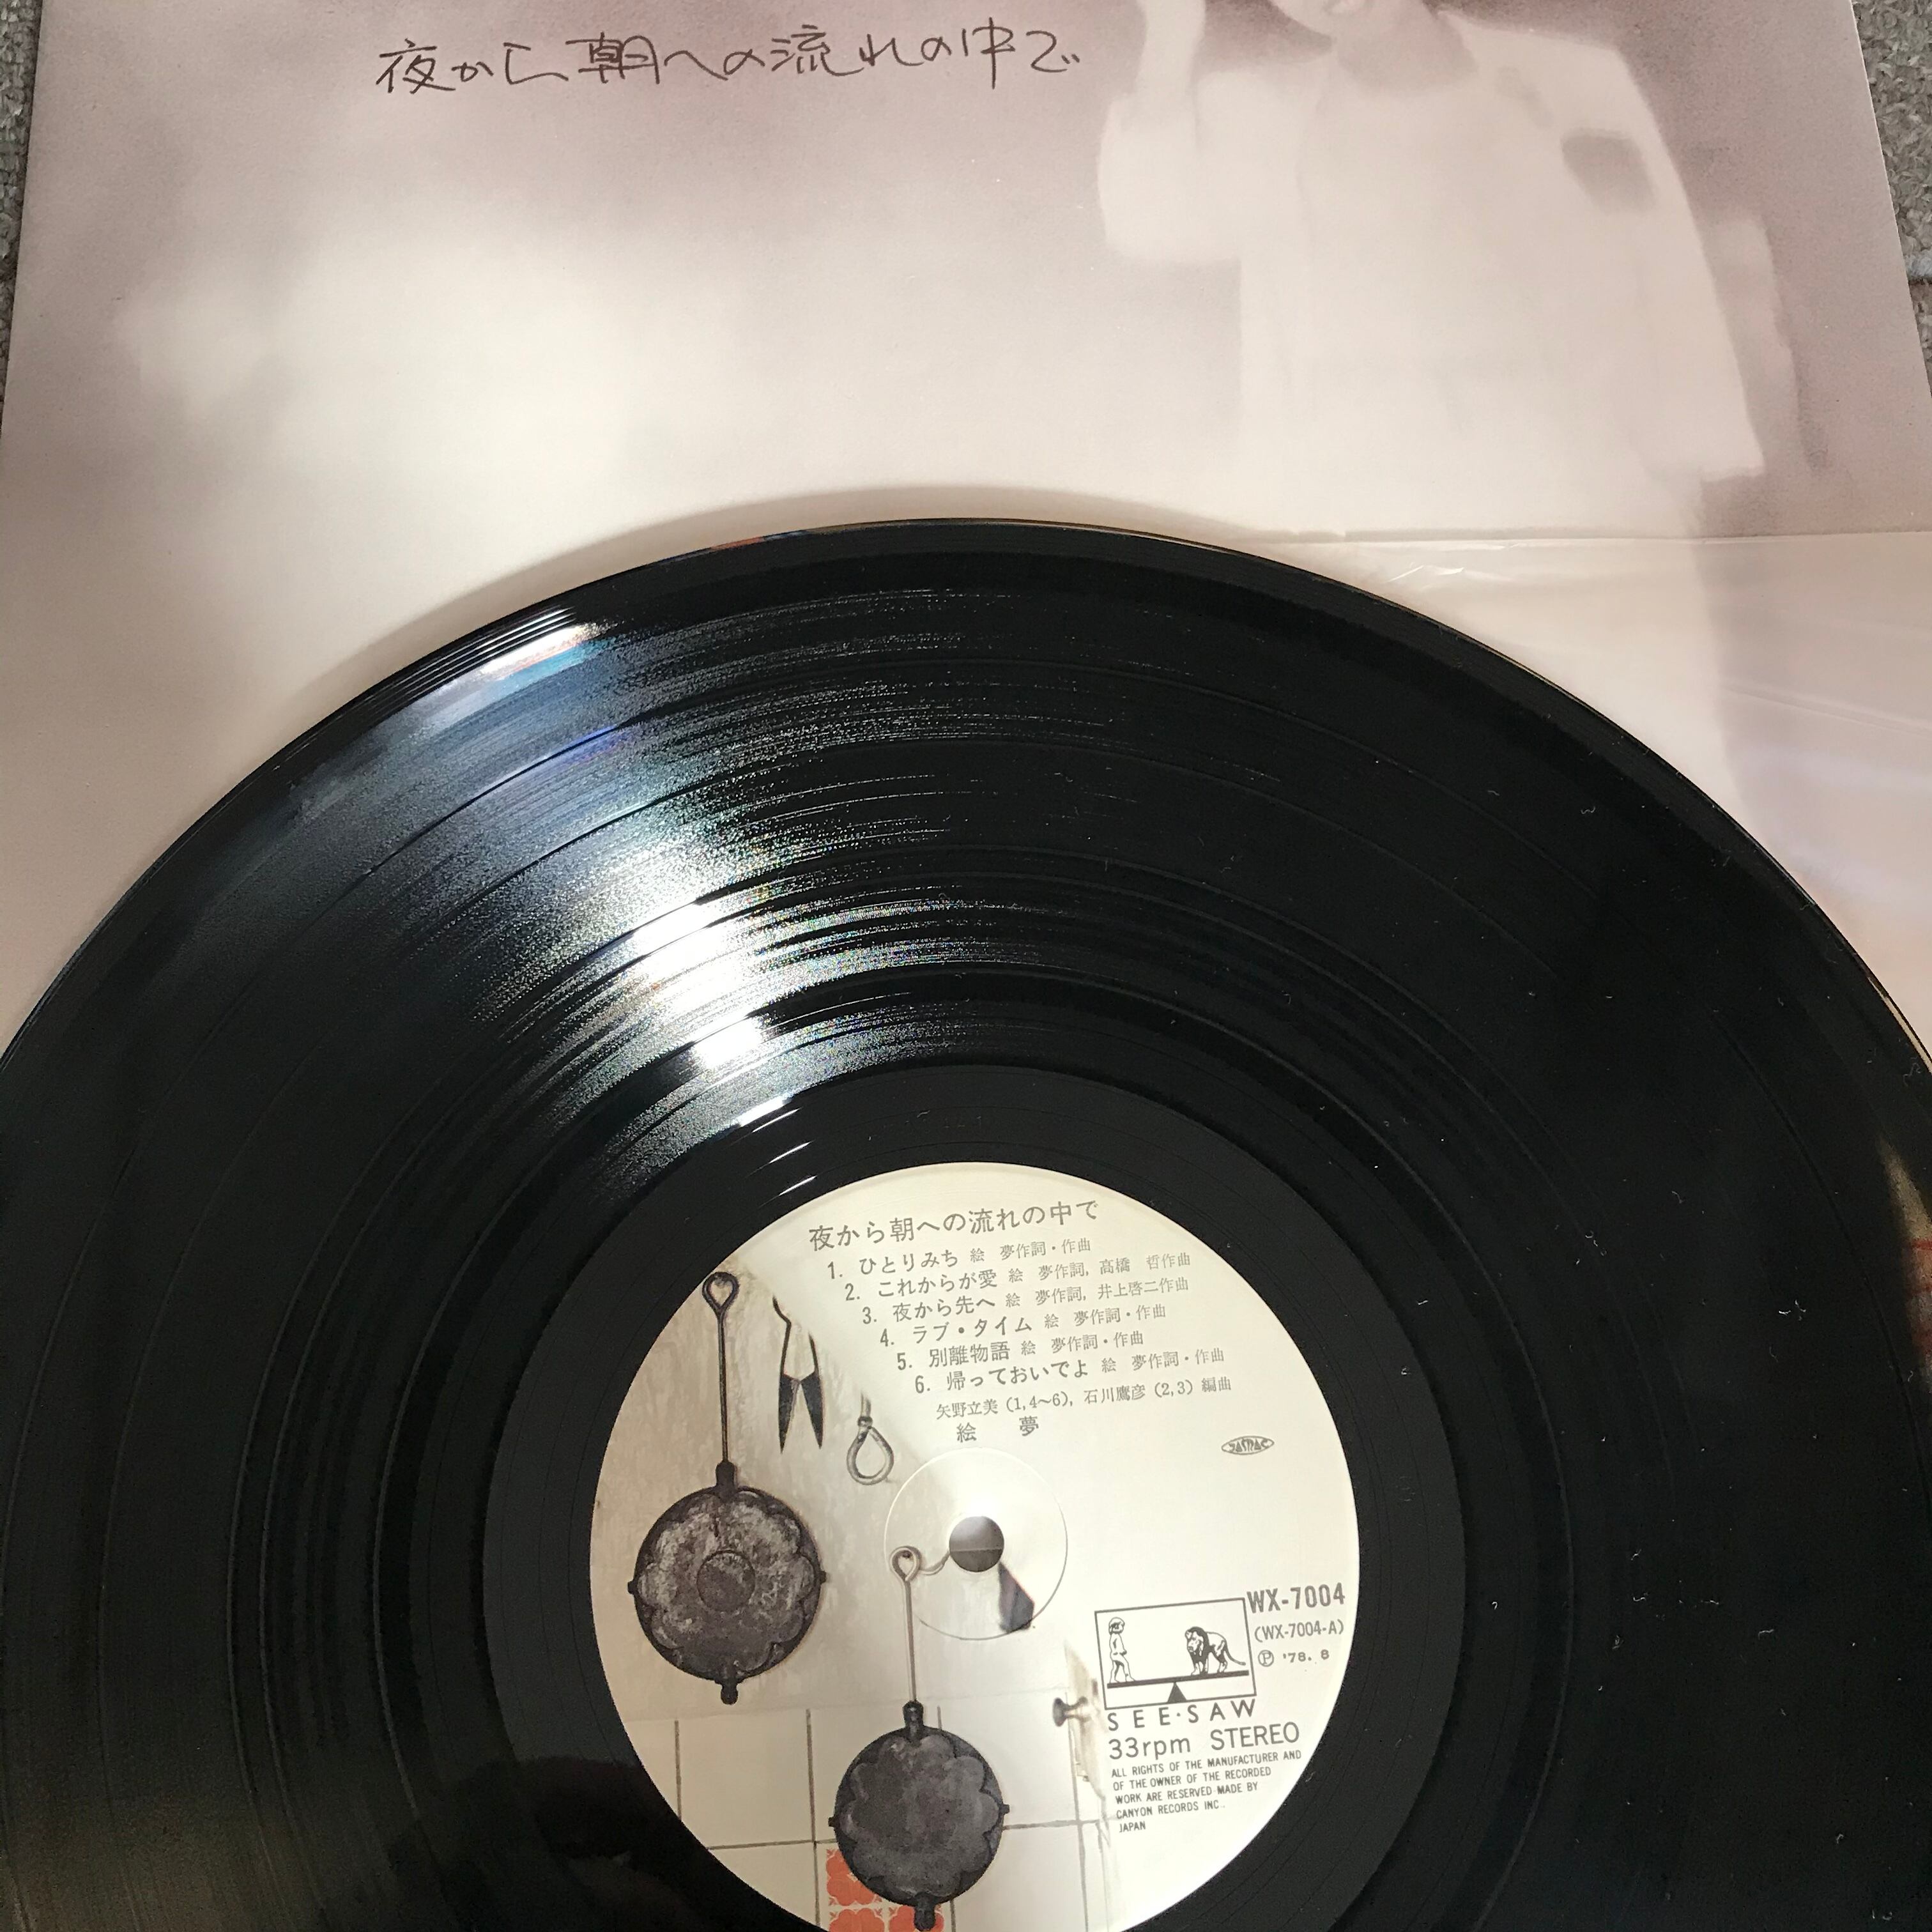 夜から朝への流れの中で
夜から朝への流れの中で
1. ひとりみち 絵 夢作詞・作曲
2. これからが愛 絵 夢作詞, 高橋 哲作曲
3. 夜から先へ 絵 夢作詞, 井上啓二作曲
4. ラブ・タイム 絵 夢作詞・作曲
5. 別離物語 絵 夢作詞・作曲
6. 帰っておいでよ 絵 夢作詞・作曲
矢野立美 (1,4〜6), 石川鷹彦 (2,3) 編曲
絵 夢
JASRAC
WX-7004
(WX-7004-A)
Ⓟ '78. 8
SEE·SAW
33rpm STEREO
ALL RIGHTS OF THE MANUFACTURER AND
OF THE OWNER OF THE RECORDED
WORK ARE RESERVED MADE BY
CANYON RECORDS INC.
JAPAN